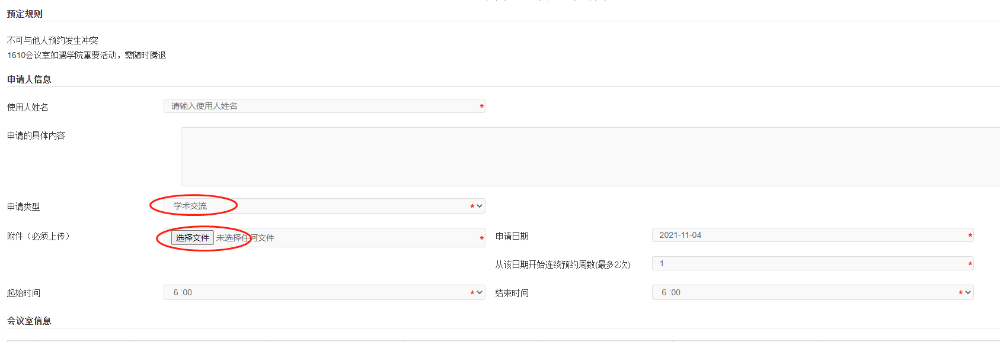 预定规则
不可与他人预约发生冲突
1610会议室如遇学院重要活动，需随时腾退
申请人信息
使用人姓名 请输入使用人姓名 *
申请的具体内容
申请类型 学术交流 *
附件（必须上传） 选择文件 未选择任何文件 * 申请日期 2021-11-04 *
从该日期开始连续预约周数(最多2次) 1 *
起始时间 6 :00 * 结束时间 6 :00 *
会议室信息